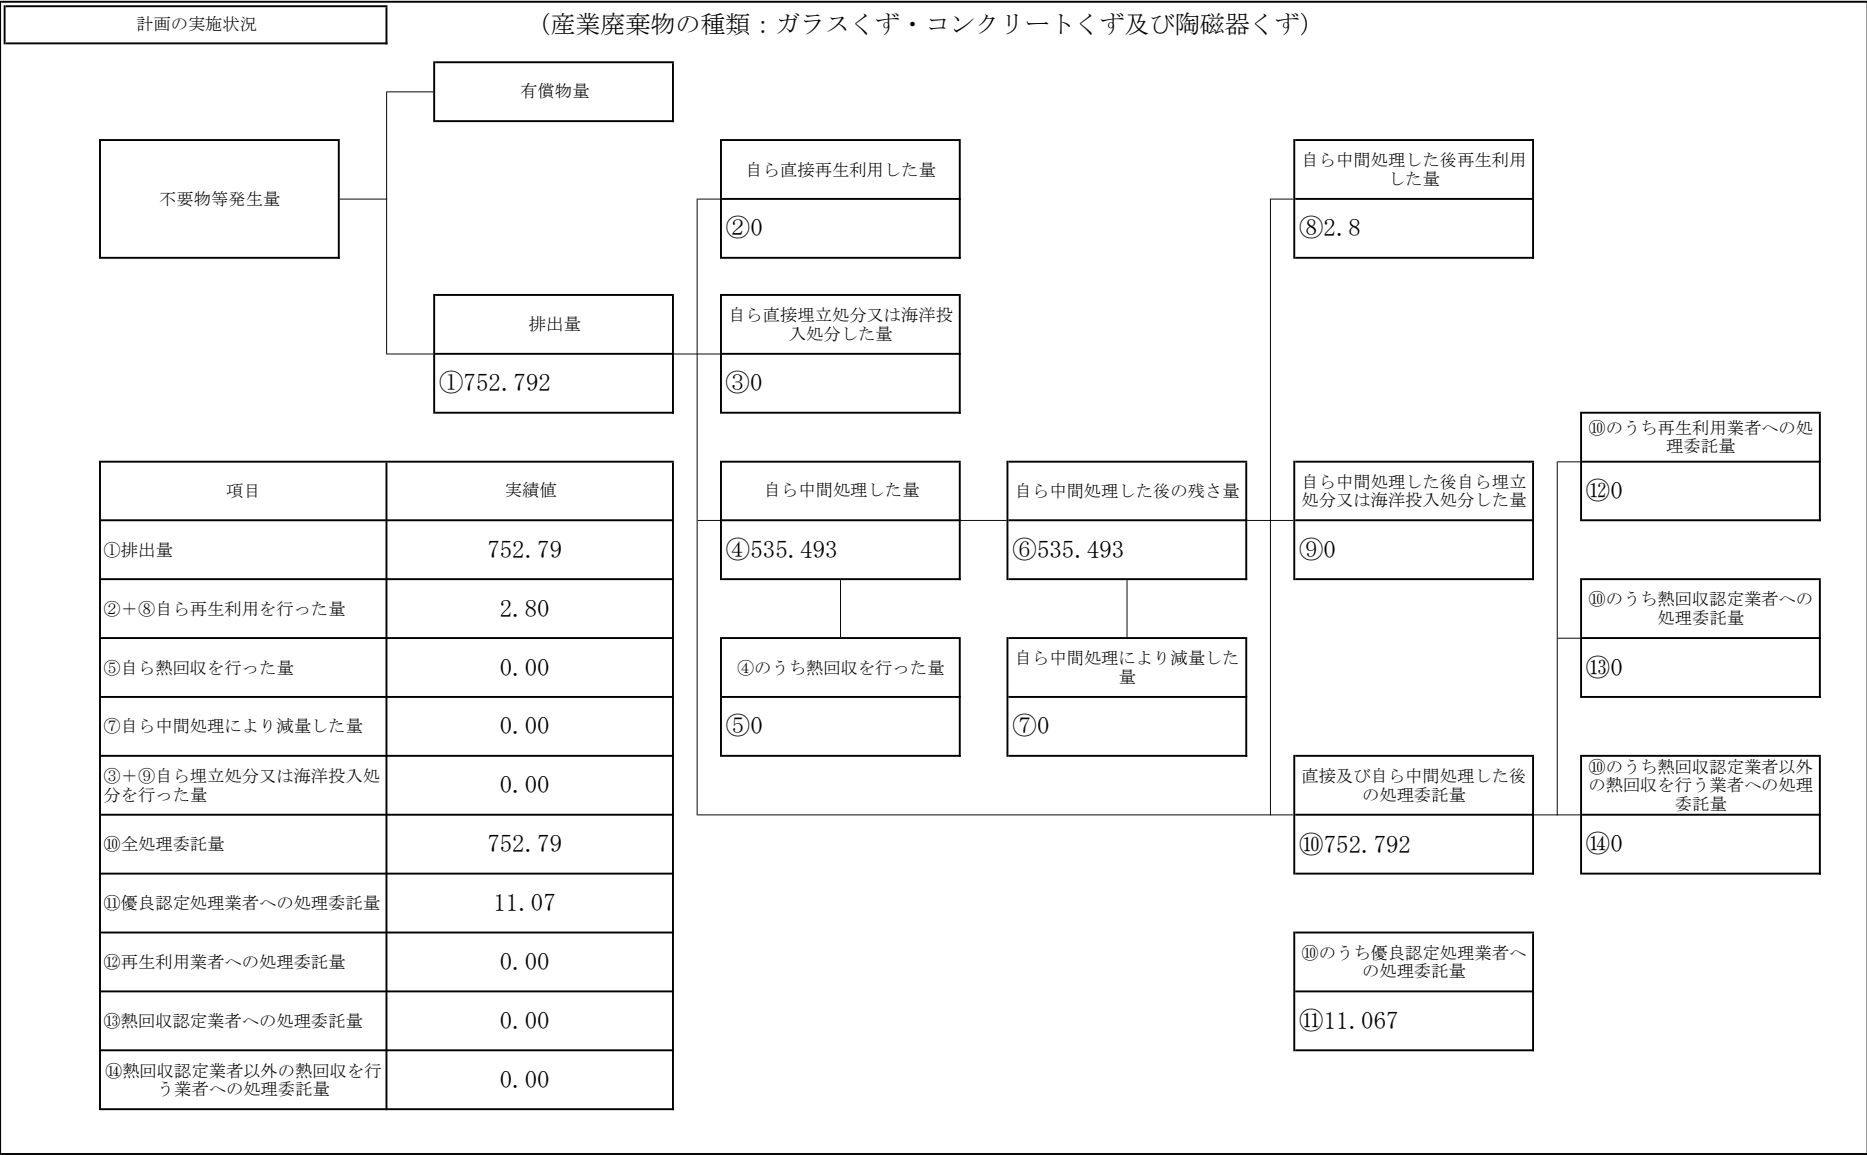 計画の実施状況
（産業廃棄物の種類：ガラスくず・コンクリートくず及び陶磁器くず）
有償物量
不要物等発生量
自ら直接再生利用した量
②0
自ら中間処理した後再生利用
した量
⑧2.8
排出量
①752.792
自ら直接埋立処分又は海洋投
入処分した量
③0
⑩のうち再生利用業者への処
理委託量
⑫0
自ら中間処理した量
④535.493
自ら中間処理した後の残さ量
⑥535.493
自ら中間処理した後自ら埋立
処分又は海洋投入処分した量
⑨0
⑩のうち熱回収認定業者への
処理委託量
⑬0
④のうち熱回収を行った量
⑤0
自ら中間処理により減量した
量
⑦0
直接及び自ら中間処理した後
の処理委託量
⑩752.792
⑩のうち熱回収認定業者以外
の熱回収を行う業者への処理
委託量
⑭0
⑩のうち優良認定処理業者へ
の処理委託量
⑪11.067
項目 実績値
①排出量 752.79
②＋⑧自ら再生利用を行った量 2.80
⑤自ら熱回収を行った量 0.00
⑦自ら中間処理により減量した量 0.00
③＋⑨自ら埋立処分又は海洋投入処
分を行った量 0.00
⑩全処理委託量 752.79
⑪優良認定処理業者への処理委託量 11.07
⑫再生利用業者への処理委託量 0.00
⑬熱回収認定業者への処理委託量 0.00
⑭熱回収認定業者以外の熱回収を行
う業者への処理委託量 0.00